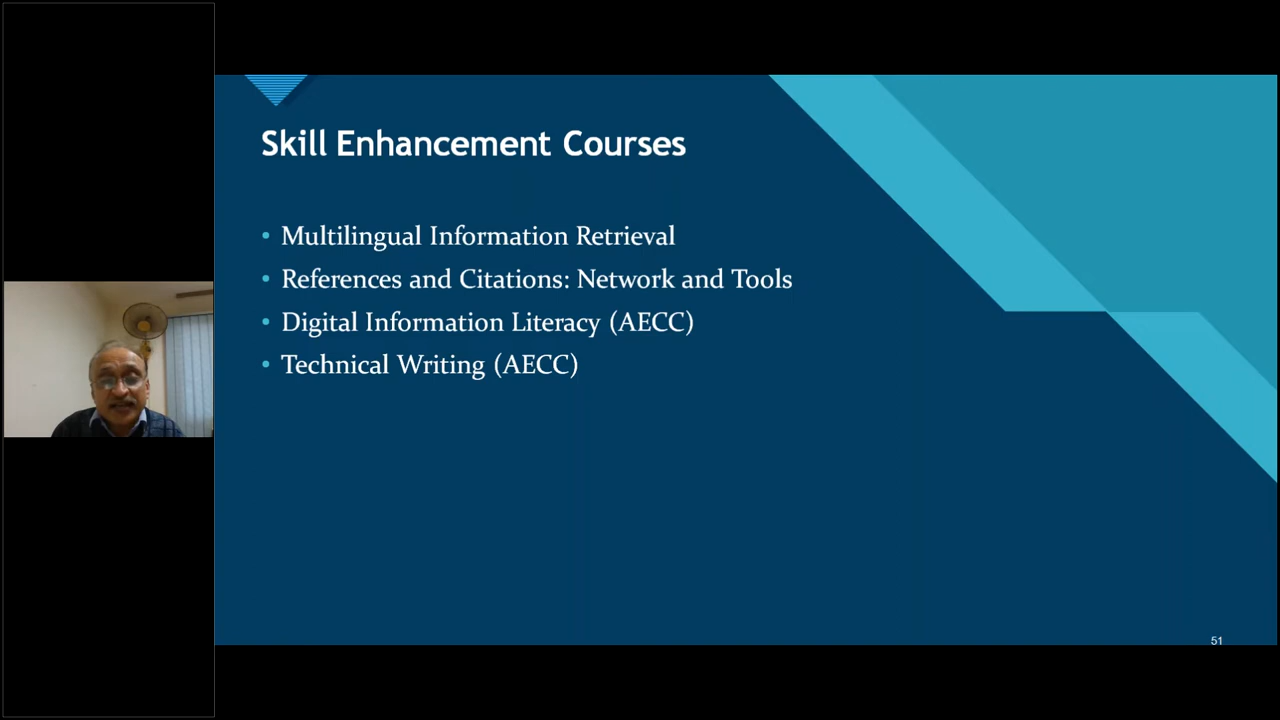 Skill Enhancement Courses
• Multilingual Information Retrieval
• References and Citations: Network and Tools
• Digital Information Literacy (AECC)
• Technical Writing (AECC)
51